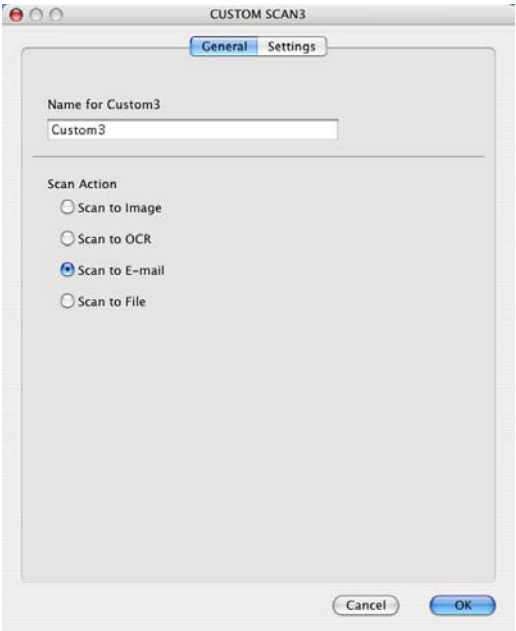 CUSTOM SCAN3
General Settings
Name for Custom3
Custom3
Scan Action
Scan to Image
Scan to OCR
Scan to E-mail
Scan to File
Cancel OK